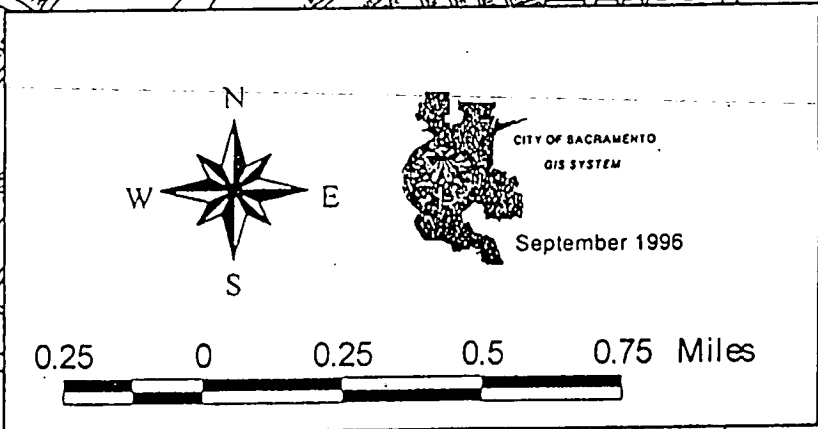 N
W E
S
CITY OF SACRAMENTO
GIS SYSTEM
September 1996
0.25 0 0.25 0.5 0.75 Miles